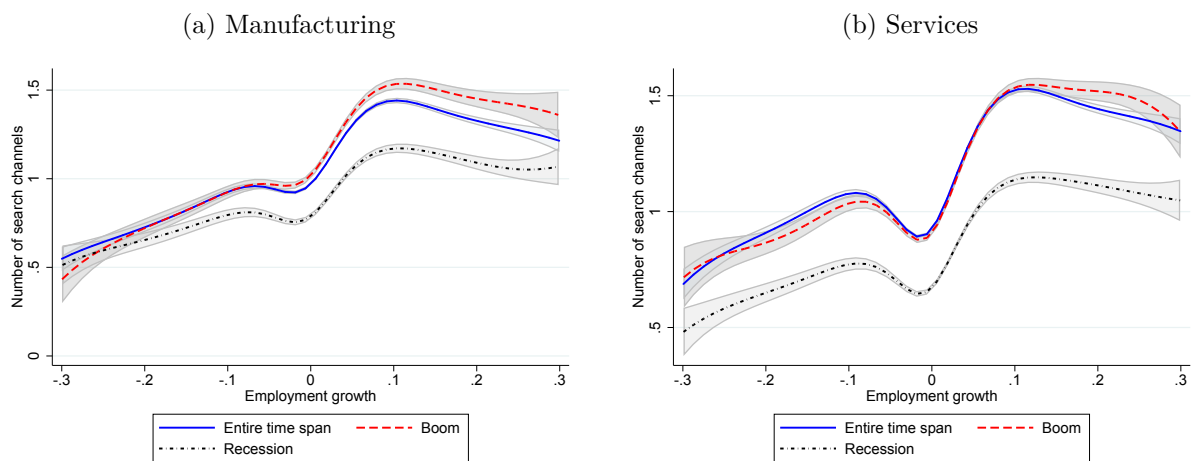 (a) Manufacturing
Number of search channels
1.5
1
.5
0
-.3 -.2 -.1 0 .1 .2 .3
Employment growth
Entire time span Boom
Recession
(b) Services
Number of search channels
1.5
1
.5
-.3 -.2 -.1 0 .1 .2 .3
Employment growth
Entire time span Boom
Recession